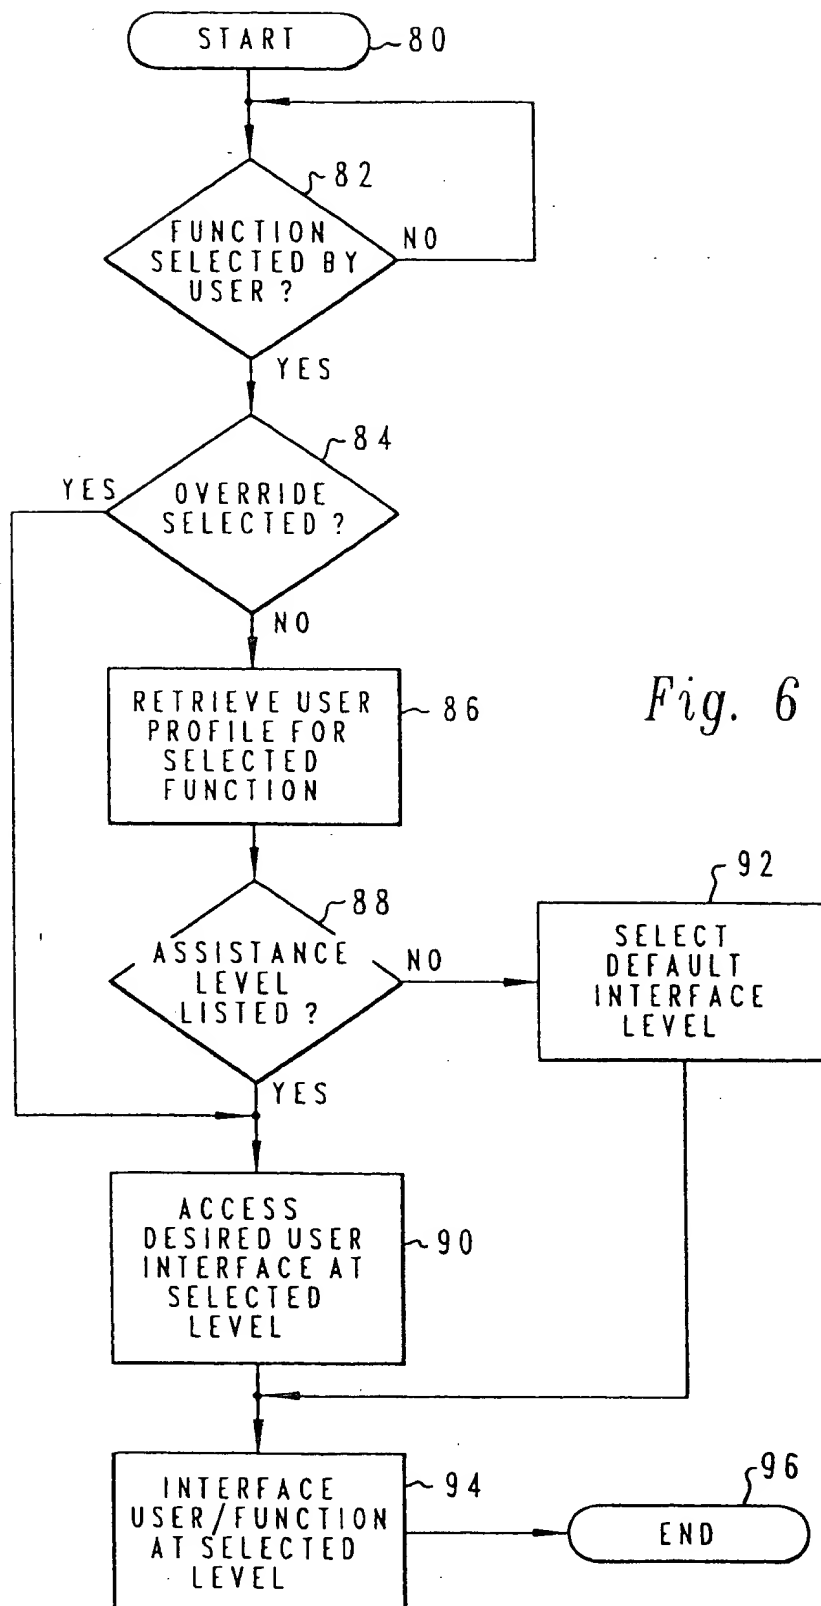 START
80
82
FUNCTION
SELECTED BY
USER ?
NO
YES
84
YES
OVERRIDE
SELECTED ?
NO
RETRIEVE USER
PROFILE FOR
SELECTED
FUNCTION
86
Fig. 6
88
ASSISTANCE
LEVEL
LISTED ?
NO
YES
92
SELECT
DEFAULT
INTERFACE
LEVEL
ACCESS
DESIRED USER
INTERFACE AT
SELECTED
LEVEL
90
INTERFACE
USER/FUNCTION
AT SELECTED
LEVEL
94
96
END